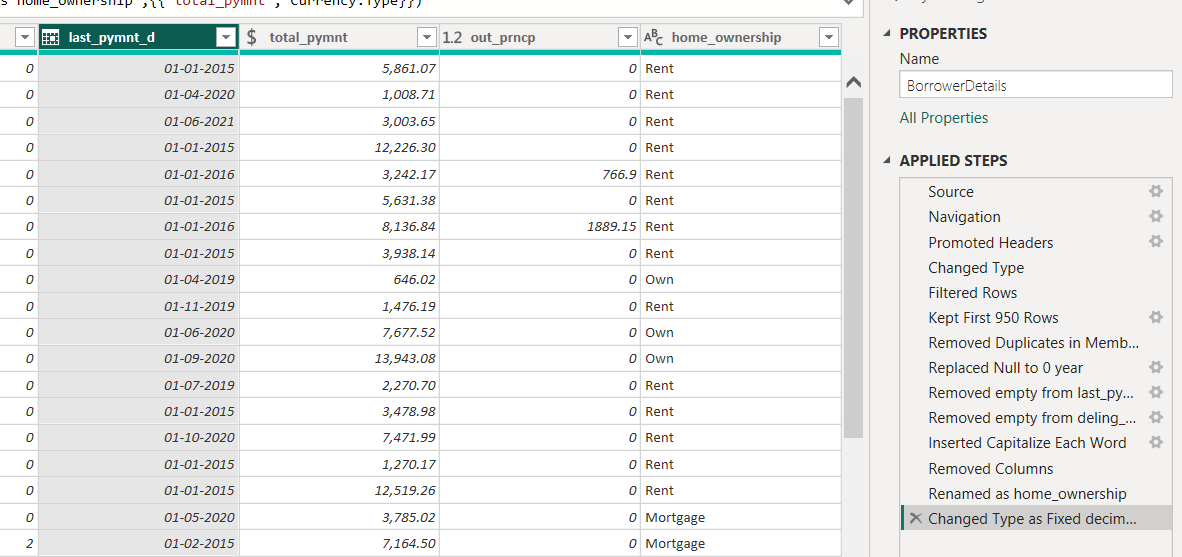 s home_ownership ,{{ total_pymnt , Currency.Type}})
last_pymnt_d $ total_pymnt 1.2 out_prncp ABC home_ownership
0 01-01-2015 5,861.07 0 Rent
0 01-04-2020 1,008.71 0 Rent
0 01-06-2021 3,003.65 0 Rent
0 01-01-2015 12,226.30 0 Rent
0 01-01-2016 3,242.17 766.9 Rent
0 01-01-2015 5,631.38 0 Rent
0 01-01-2016 8,136.84 1889.15 Rent
0 01-01-2015 3,938.14 0 Rent
0 01-04-2019 646.02 0 Own
0 01-11-2019 1,476.19 0 Rent
0 01-06-2020 7,677.52 0 Own
0 01-09-2020 13,943.08 0 Own
0 01-07-2019 2,270.70 0 Rent
0 01-01-2015 3,478.98 0 Rent
0 01-10-2020 7,471.99 0 Rent
0 01-01-2015 1,270.17 0 Rent
0 01-01-2015 12,519.26 0 Rent
0 01-05-2020 3,785.02 0 Mortgage
2 01-02-2015 7,164.50 0 Mortgage
PROPERTIES
Name
BorrowerDetails
All Properties
APPLIED STEPS
Source
Navigation
Promoted Headers
Changed Type
Filtered Rows
Kept First 950 Rows
Removed Duplicates in Memb...
Replaced Null to 0 year
Removed empty from last_py...
Removed empty from deling_...
Inserted Capitalize Each Word
Removed Columns
Renamed as home_ownership
Changed Type as Fixed decim...